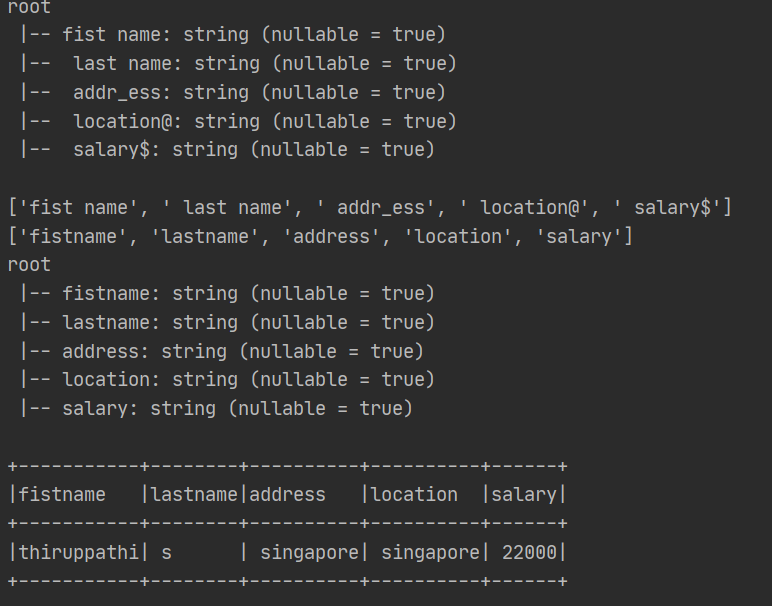 root
 |-- fist name: string (nullable = true)
 |--  last name: string (nullable = true)
 |--  addr_ess: string (nullable = true)
 |--  location@: string (nullable = true)
 |--  salary$: string (nullable = true)
['fist name', ' last name', ' addr_ess', ' location@', ' salary$']
['fistname', 'lastname', 'address', 'location', 'salary']
root
 |-- fistname: string (nullable = true)
 |-- lastname: string (nullable = true)
 |-- address: string (nullable = true)
 |-- location: string (nullable = true)
 |-- salary: string (nullable = true)
+-----------+--------+----------+----------+------+
|fistname   |lastname|address   |location  |salary|
+-----------+--------+----------+----------+------+
|thiruppathi| s      | singapore| singapore| 22000|
+-----------+--------+----------+----------+------+